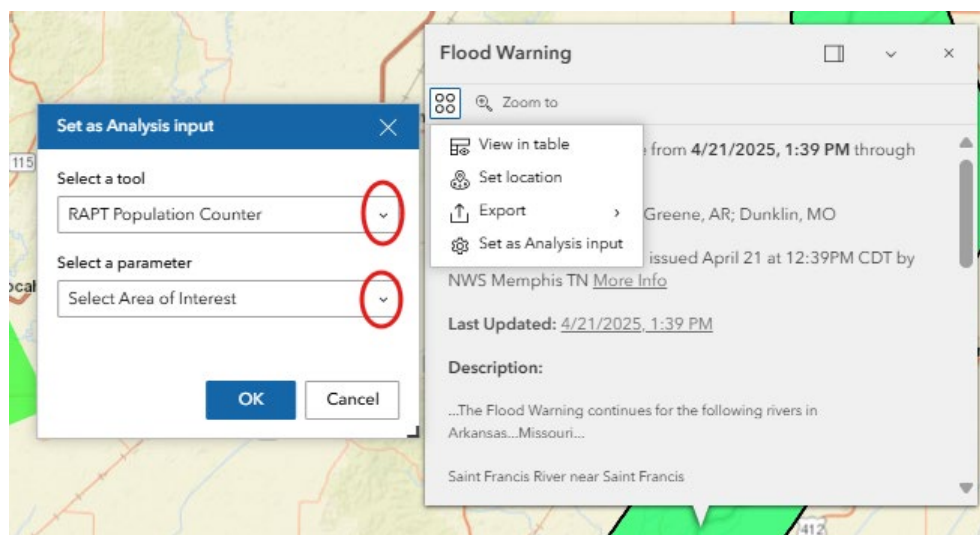 Flood Warning
Zoom to
View in table
Set location
Export
Set as Analysis input
from 4/21/2025, 1:39 PM through
Greene, AR; Dunklin, MO
issued April 21 at 12:39PM CDT by
NWS Memphis TN More Info
Last Updated: 4/21/2025, 1:39 PM
Description:
...The Flood Warning continues for the following rivers in
Arkansas...Missouri...
Saint Francis River near Saint Francis
Set as Analysis input
Select a tool
RAPT Population Counter
Select a parameter
Select Area of Interest
OK Cancel
115
412